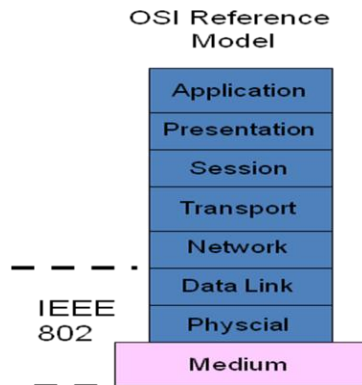 OSI Reference
Model
Application
Presentation
Session
Transport
Network
Data Link
Physcial
IEEE
802
Medium